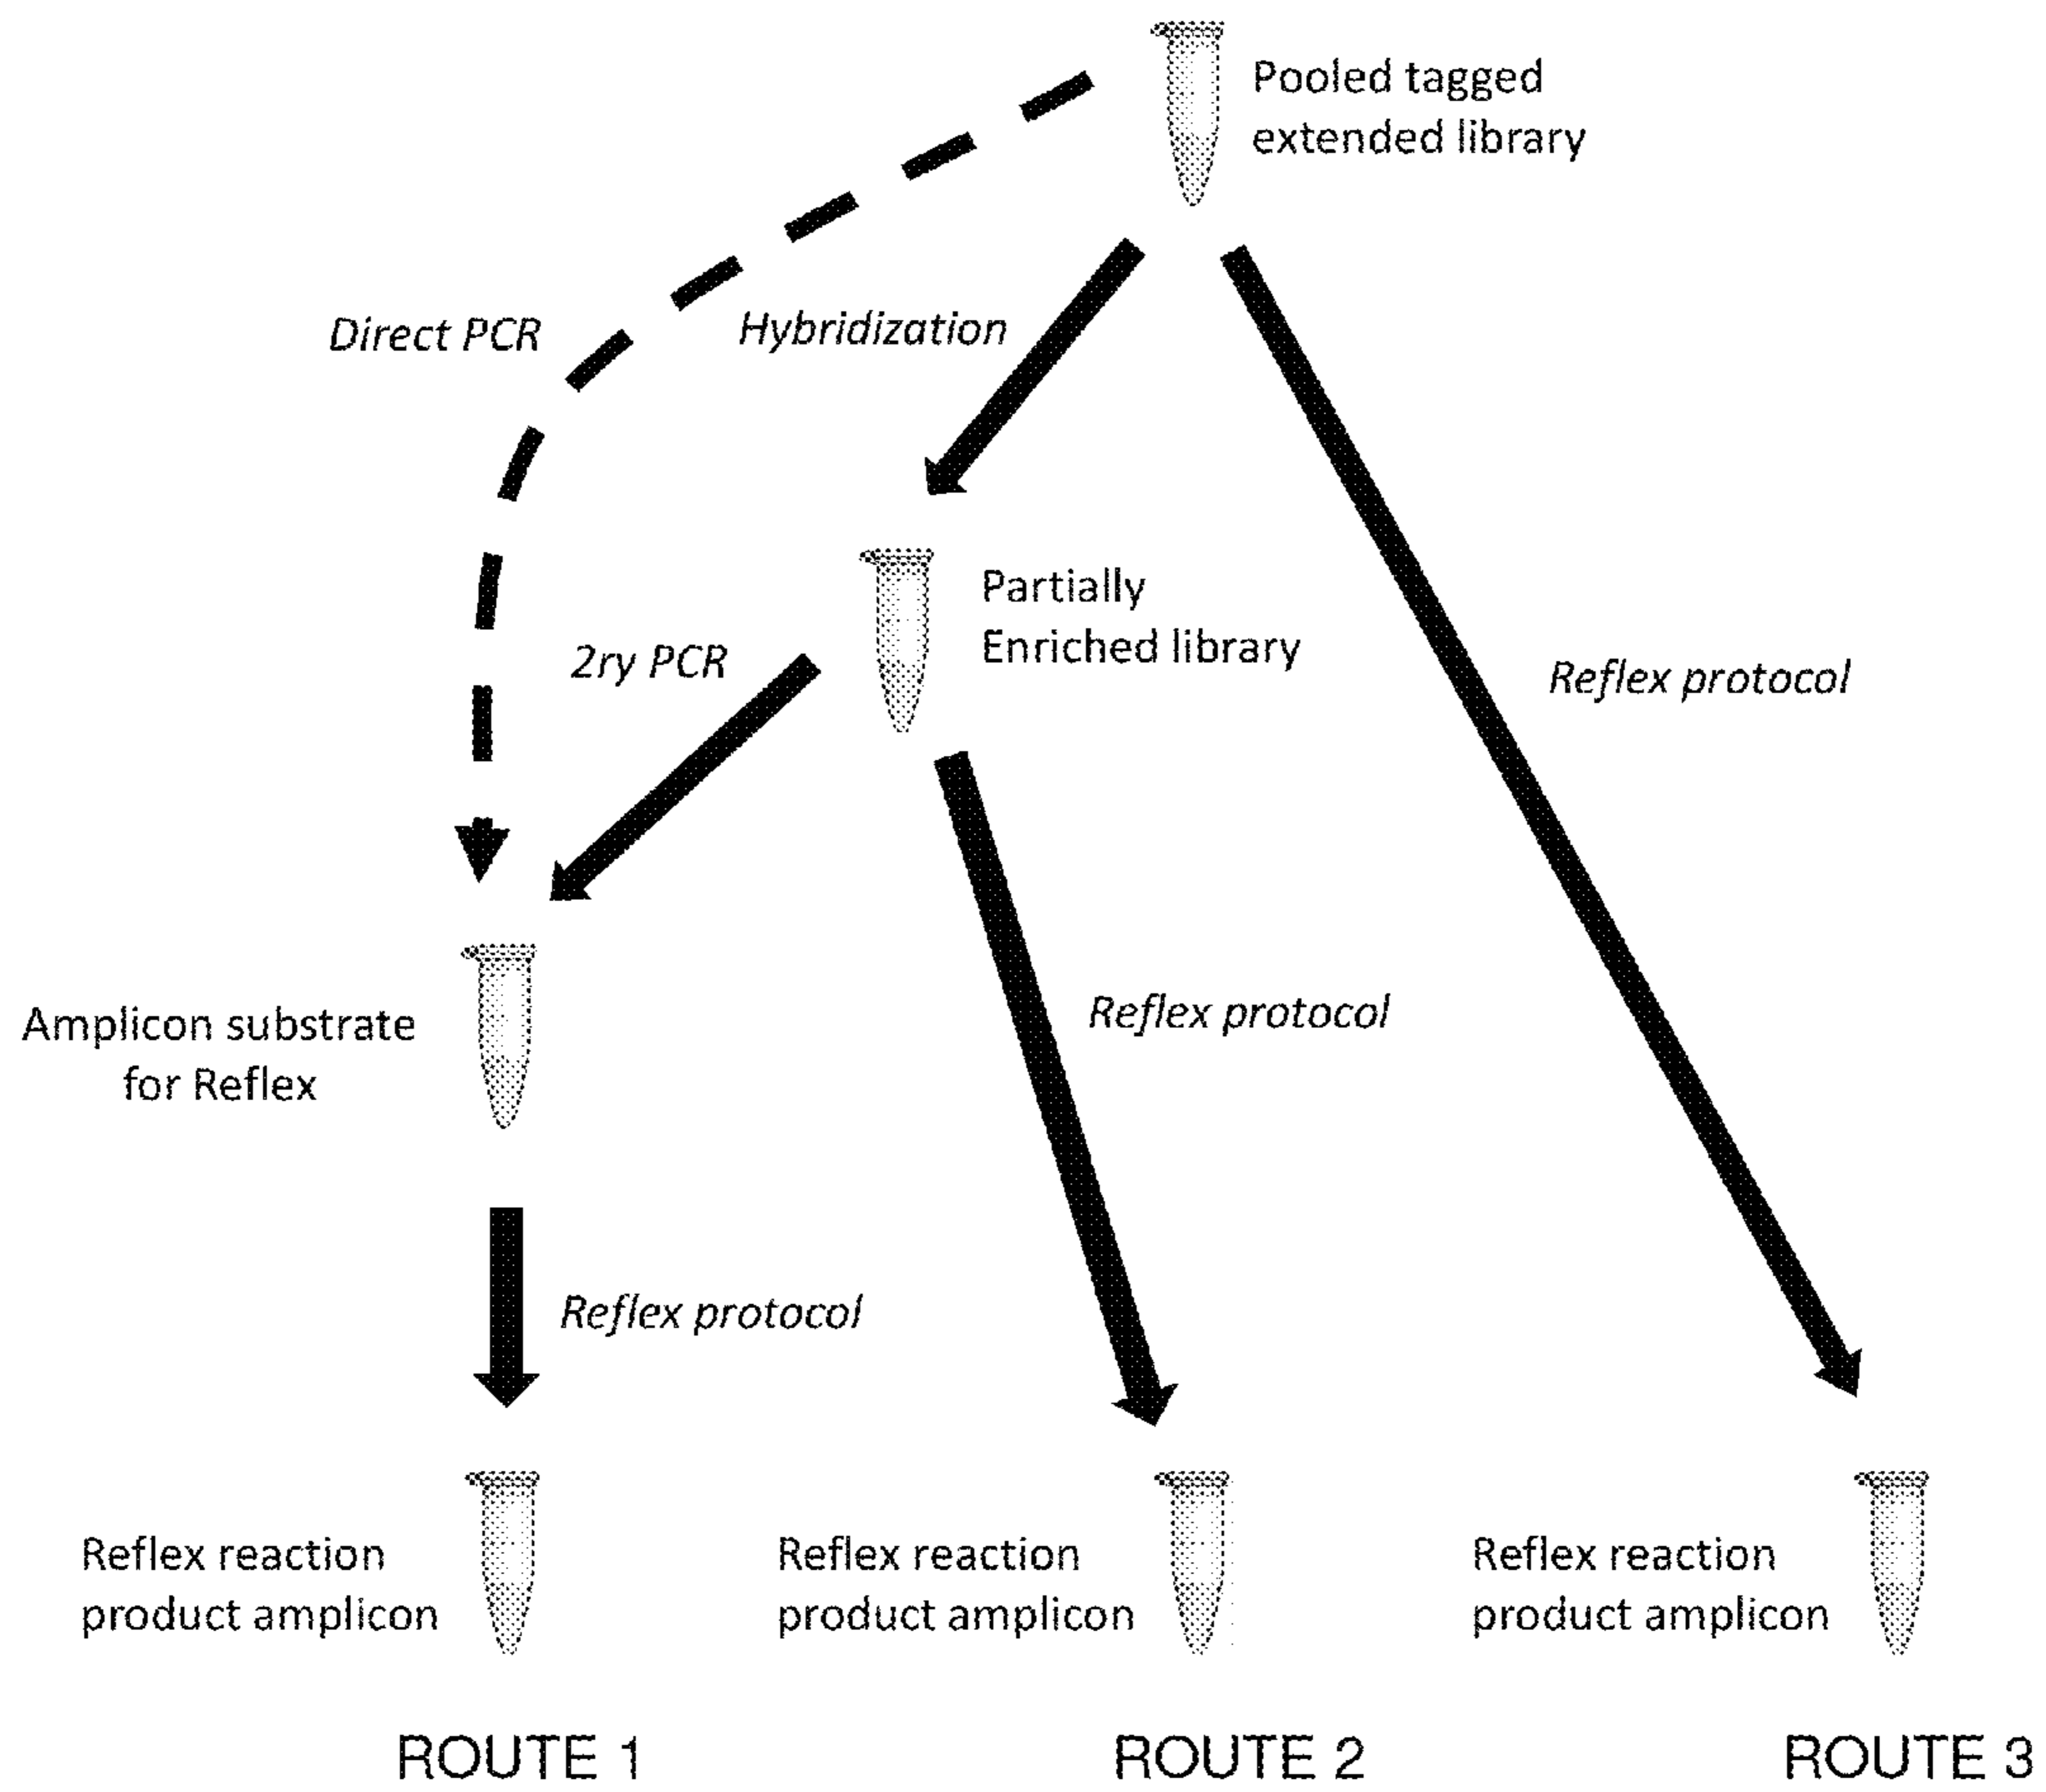 Pooled tagged
extended library
Direct PCR
Hybridization
Partially
Enriched library
2ry PCR
Reflex protocol
Amplicon substrate
for Reflex
Reflex protocol
Reflex protocol
Reflex reaction
product amplicon
Reflex reaction
product amplicon
Reflex reaction
product amplicon
ROUTE 1
ROUTE 2
ROUTE 3